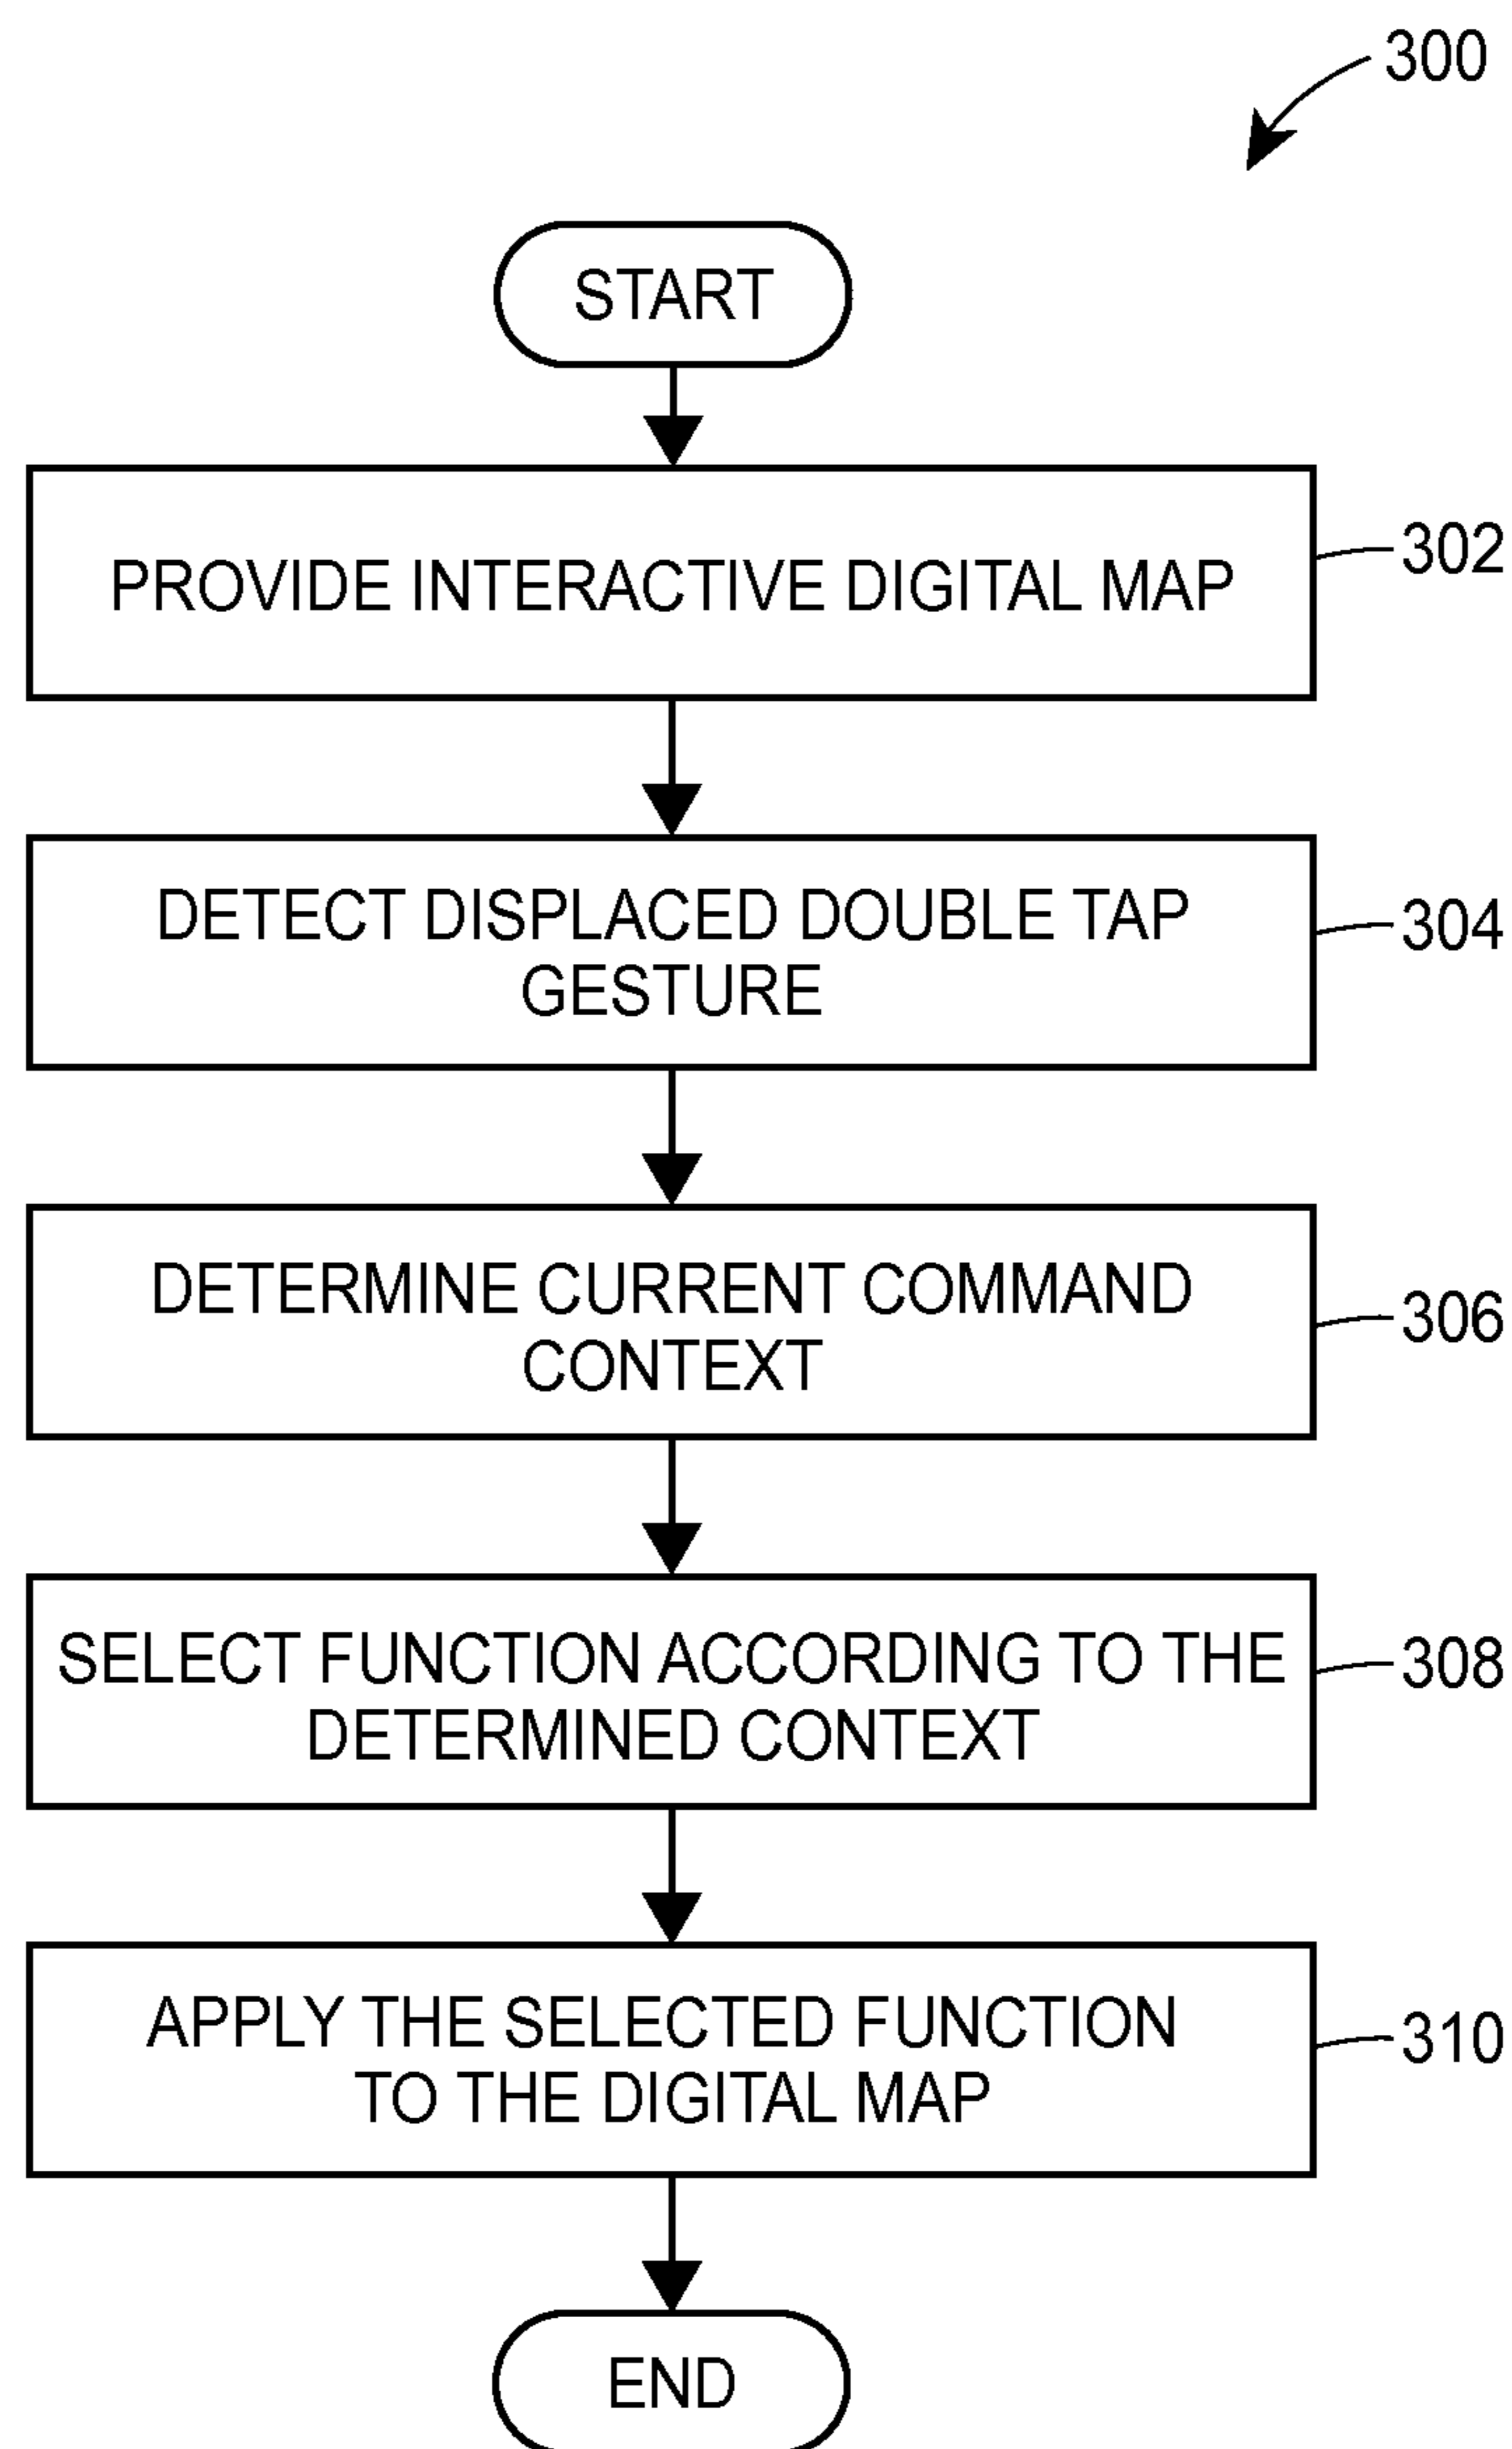 300
START
PROVIDE INTERACTIVE DIGITAL MAP
302
DETECT DISPLACED DOUBLE TAP
GESTURE
304
DETERMINE CURRENT COMMAND
CONTEXT
306
SELECT FUNCTION ACCORDING TO THE
DETERMINED CONTEXT
308
APPLY THE SELECTED FUNCTION
TO THE DIGITAL MAP
310
END